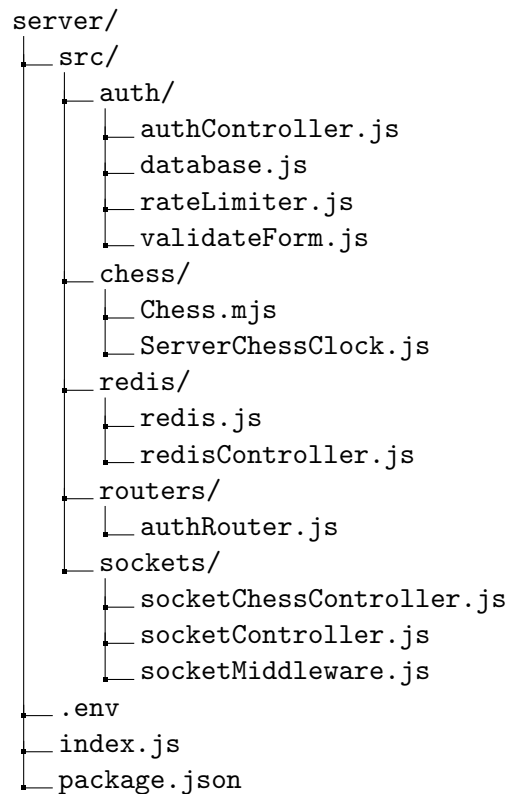 server/
src/
auth/
authController.js
database.js
rateLimiter.js
validateForm.js
chess/
Chess.mjs
ServerChessClock.js
redis/
redis.js
redisController.js
routers/
authRouter.js
sockets/
socketChessController.js
socketController.js
socketMiddleware.js
.env
index.js
package.json